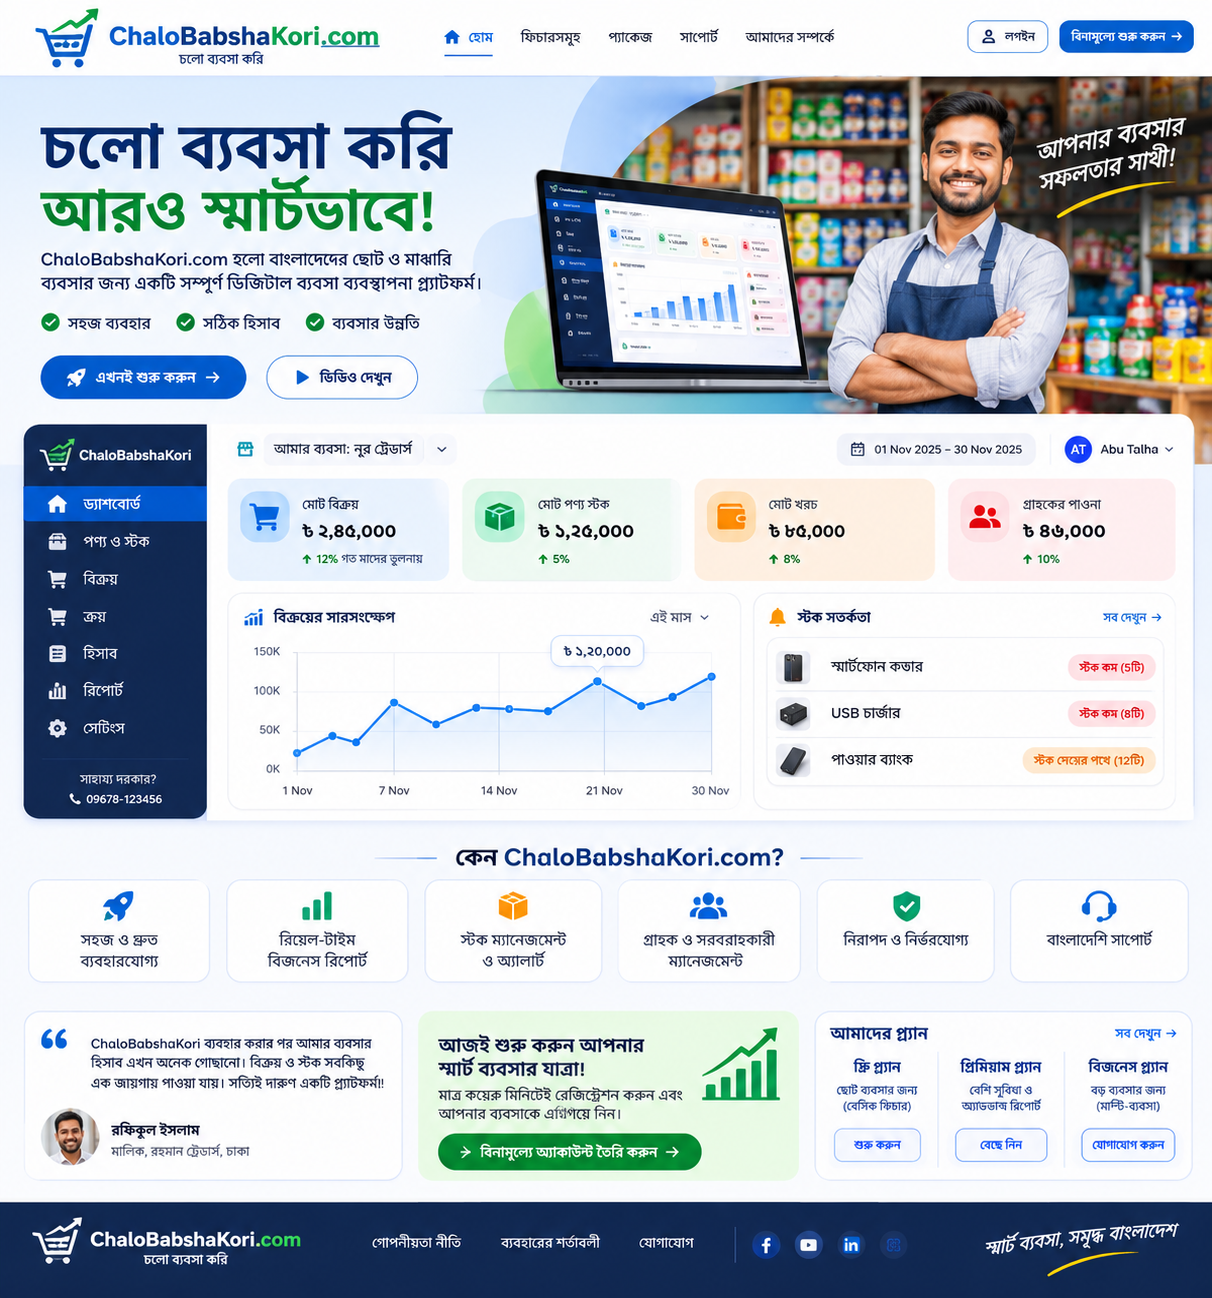 ChaloBabshaKori.com
চলো ব্যবসা করি
হোম
ফিচারসমূহ
প্যাকেজ
সাপোর্ট
আমাদের সম্পর্কে
লগইন
বিনামূল্যে শুরু করুন →
চলো ব্যবসা করি
আরও স্মার্টভাবে!
ChaloBabshaKori.com হলো বাংলাদেদের ছোট ও মাঝারি
ব্যবসার জন্য একটি সম্পূর্ণ ডিজিটাল ব্যবসা ব্যবস্থাপনা প্ল্যাটফর্ম।
সহজ ব্যবহার
সঠিক হিসাব
ব্যবসার উন্নতি
এখনই শুরু করুন →
ভিডিও দেখুন
আপনার ব্যবসার
সফলতার সাথী!
ChaloBabshaKori
ড্যাশবোর্ড
পণ্য ও স্টক
বিক্রয়
ক্রয়
হিসাব
রিপোর্ট
সেটিংস
সাহায্য দরকার?
09678-123456
আমার ব্যবসা: নূর ট্রেডার্স
01 Nov 2025 – 30 Nov 2025
AT
Abu Talha
মোট বিক্রয়
৳ ২,৪৫,০০০
↑ 12% গত মাসের তুলনায়
মোট পণ্য স্টক
৳ ১,২৫,০০০
↑ 5%
মোট খরচ
৳ ৮৫,০০০
↑ 8%
গ্রাহকের পাওনা
৳ ৪৬,০০০
↑ 10%
বিক্রয়ের সারসংক্ষেপ
এই মাস
150K
100K
50K
0K
৳ ১,২০,০০০
1 Nov
7 Nov
14 Nov
21 Nov
30 Nov
স্টক সতর্কতা
সব দেখুন →
স্মার্টফোন কভার
স্টক কম (5টি)
USB চার্জার
স্টক কম (8টি)
পাওয়ার ব্যাংক
(12টি)
কেন ChaloBabshaKori.com?
সহজ ও দ্রুত
ব্যবহারযোগ্য
রিয়েল-টাইম
বিজনেস রিপোর্ট
স্টক ম্যানেজমেন্ট
ও অ্যালার্ট
গ্রাহক ও সরবরাহকারী
ম্যানেজমেন্ট
নিরাপদ ও নির্ভরযোগ্য
বাংলাদেশি সাপোর্ট
ChaloBabshaKori ব্যবহার করার পর আমার ব্যবসার
হিসাব এখন অনেক গোছানো। বিক্রয় ও স্টক সবকিছু
এক জায়গায় পাওয়া যায়। সত্যিই দারুণ একটি প্ল্যাটফর্ম!!
রফিকুল ইসলাম
মালিক, রহমান ট্রেডার্স, ঢাকা
আজই শুরু করুন আপনার
স্মার্ট ব্যবসার যাত্রা!
মাত্র কয়েক মিনিটেই রেজিস্ট্রেশন করুন এবং
আপনার ব্যবসাকে নিন।
→ বিনামূল্যে অ্যাকাউন্ট তৈরি করুন →
আমাদের প্ল্যান
সব দেখুন →
ফ্রি প্ল্যান
ছোট ব্যবসার জন্য
(বেসিক ফিচার)
শুরু করুন
প্রিমিয়াম প্ল্যান
বেশি সুবিধা ও
অ্যাডভান্স রিপোর্ট
বেছে নিন
বিজনেস প্ল্যান
বড় ব্যবসার জন্য
(মাল্টি-ব্যবসা)
যোগাযোগ করুন
ChaloBabshaKori.com
চলো ব্যবসা করি
গোপনীয়তা নীতি
ব্যবহারের শর্তাবলী
যোগাযোগ
স্মার্ট ব্যবসা, সমৃদ্ধ বাংলাদেশ